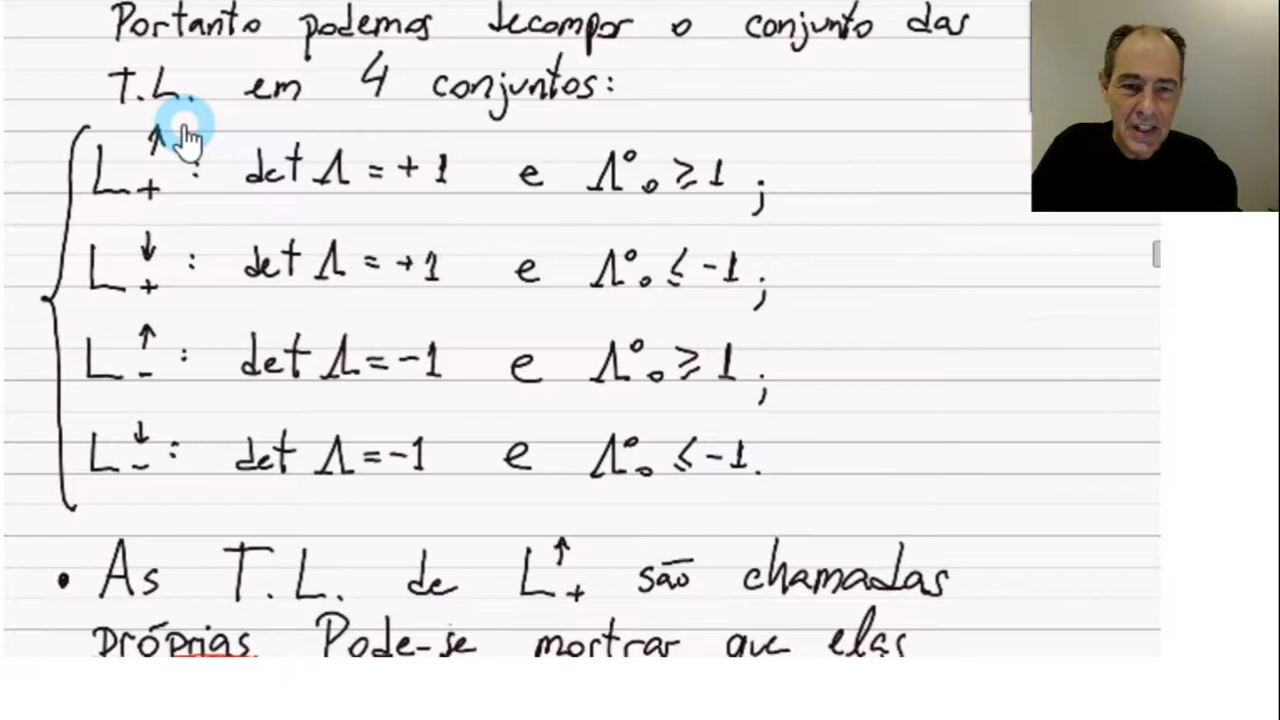 Portanto podemos decompor o conjunto das
T.L. em 4 conjuntos:
L₊↑ : det Λ = +1 e Λ⁰₀ ≥ 1 ;
L₊↓ : det Λ = +1 e Λ⁰₀ ≤ -1 ;
L₋↑ : det Λ = -1 e Λ⁰₀ ≥ 1 ;
L₋↓ : det Λ = -1 e Λ⁰₀ ≤ -1.
• As T.L. de L₊↑ são chamadas
próprias Pode-se mostrar que elas